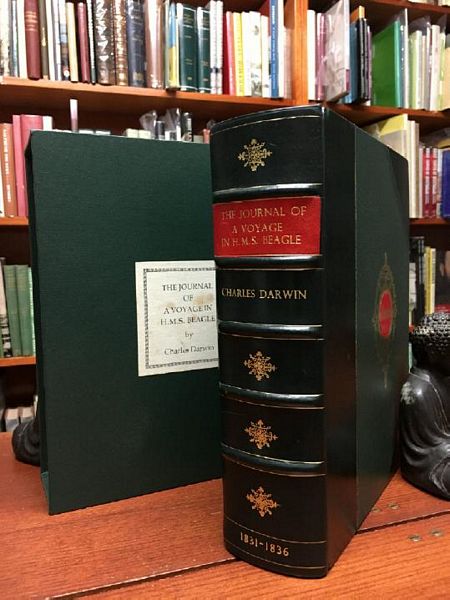 THE JOURNAL
OF
A VOYAGE IN
H.M.S. BEAGLE
by
Charles Darwin
THE JOURNAL OF
A VOYAGE
IN H.M.S. BEAGLE
CHARLES DARWIN
1831-1836